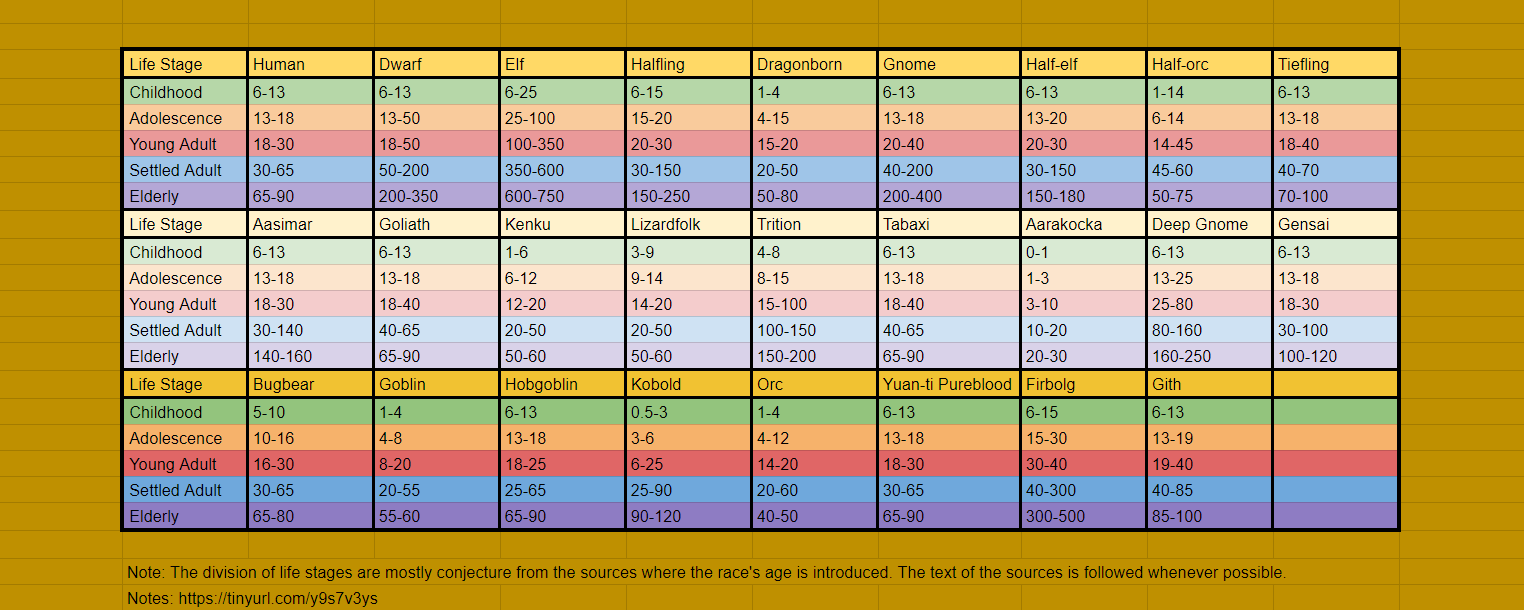 Life Stage Human Dwarf Elf Halfling Dragonborn Gnome Half-elf Half-orc Tiefling
Childhood 6-13 6-13 6-25 6-15 1-4 6-13 6-13 1-14 6-13
Adolescence 13-18 13-50 25-100 15-20 4-15 13-18 13-20 6-14 13-18
Young Adult 18-30 18-50 100-350 20-30 15-20 20-40 20-30 14-45 18-40
Settled Adult 30-65 50-200 350-600 30-150 20-50 40-200 30-150 45-60 40-70
Elderly 65-90 200-350 600-750 150-250 50-80 200-400 150-180 50-75 70-100
Life Stage Aasimar Goliath Kenku Lizardfolk Trition Tabaxi Aarakocka Deep Gnome Gensai
Childhood 6-13 6-13 1-6 3-9 4-8 6-13 0-1 6-13 6-13
Adolescence 13-18 13-18 6-12 9-14 8-15 13-18 1-3 13-25 13-18
Young Adult 18-30 18-40 12-20 14-20 15-100 18-40 3-10 25-80 18-30
Settled Adult 30-140 40-65 20-50 20-50 100-150 40-65 10-20 80-160 30-100
Elderly 140-160 65-90 50-60 50-60 150-200 65-90 20-30 160-250 100-120
Life Stage Bugbear Goblin Hobgoblin Kobold Orc Yuan-ti Pureblood Firbolg Gith
Childhood 5-10 1-4 6-13 0.5-3 1-4 6-13 6-15 6-13
Adolescence 10-16 4-8 13-18 3-6 4-12 13-18 15-30 13-19
Young Adult 16-30 8-20 18-25 6-25 14-20 18-30 30-40 19-40
Settled Adult 30-65 20-55 25-65 25-90 20-60 30-65 40-300 40-85
Elderly 65-80 55-60 65-90 90-120 40-50 65-90 300-500 85-100
Note: The division of life stages are mostly conjecture from the sources where the race's age is introduced. The text of the sources is followed whenever possible.
Notes: https://tinyurl.com/y9s7v3ys